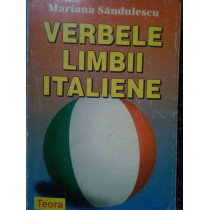 Mariana Săndulescu
VERBELE
LIMBII
ITALIENE
Teora